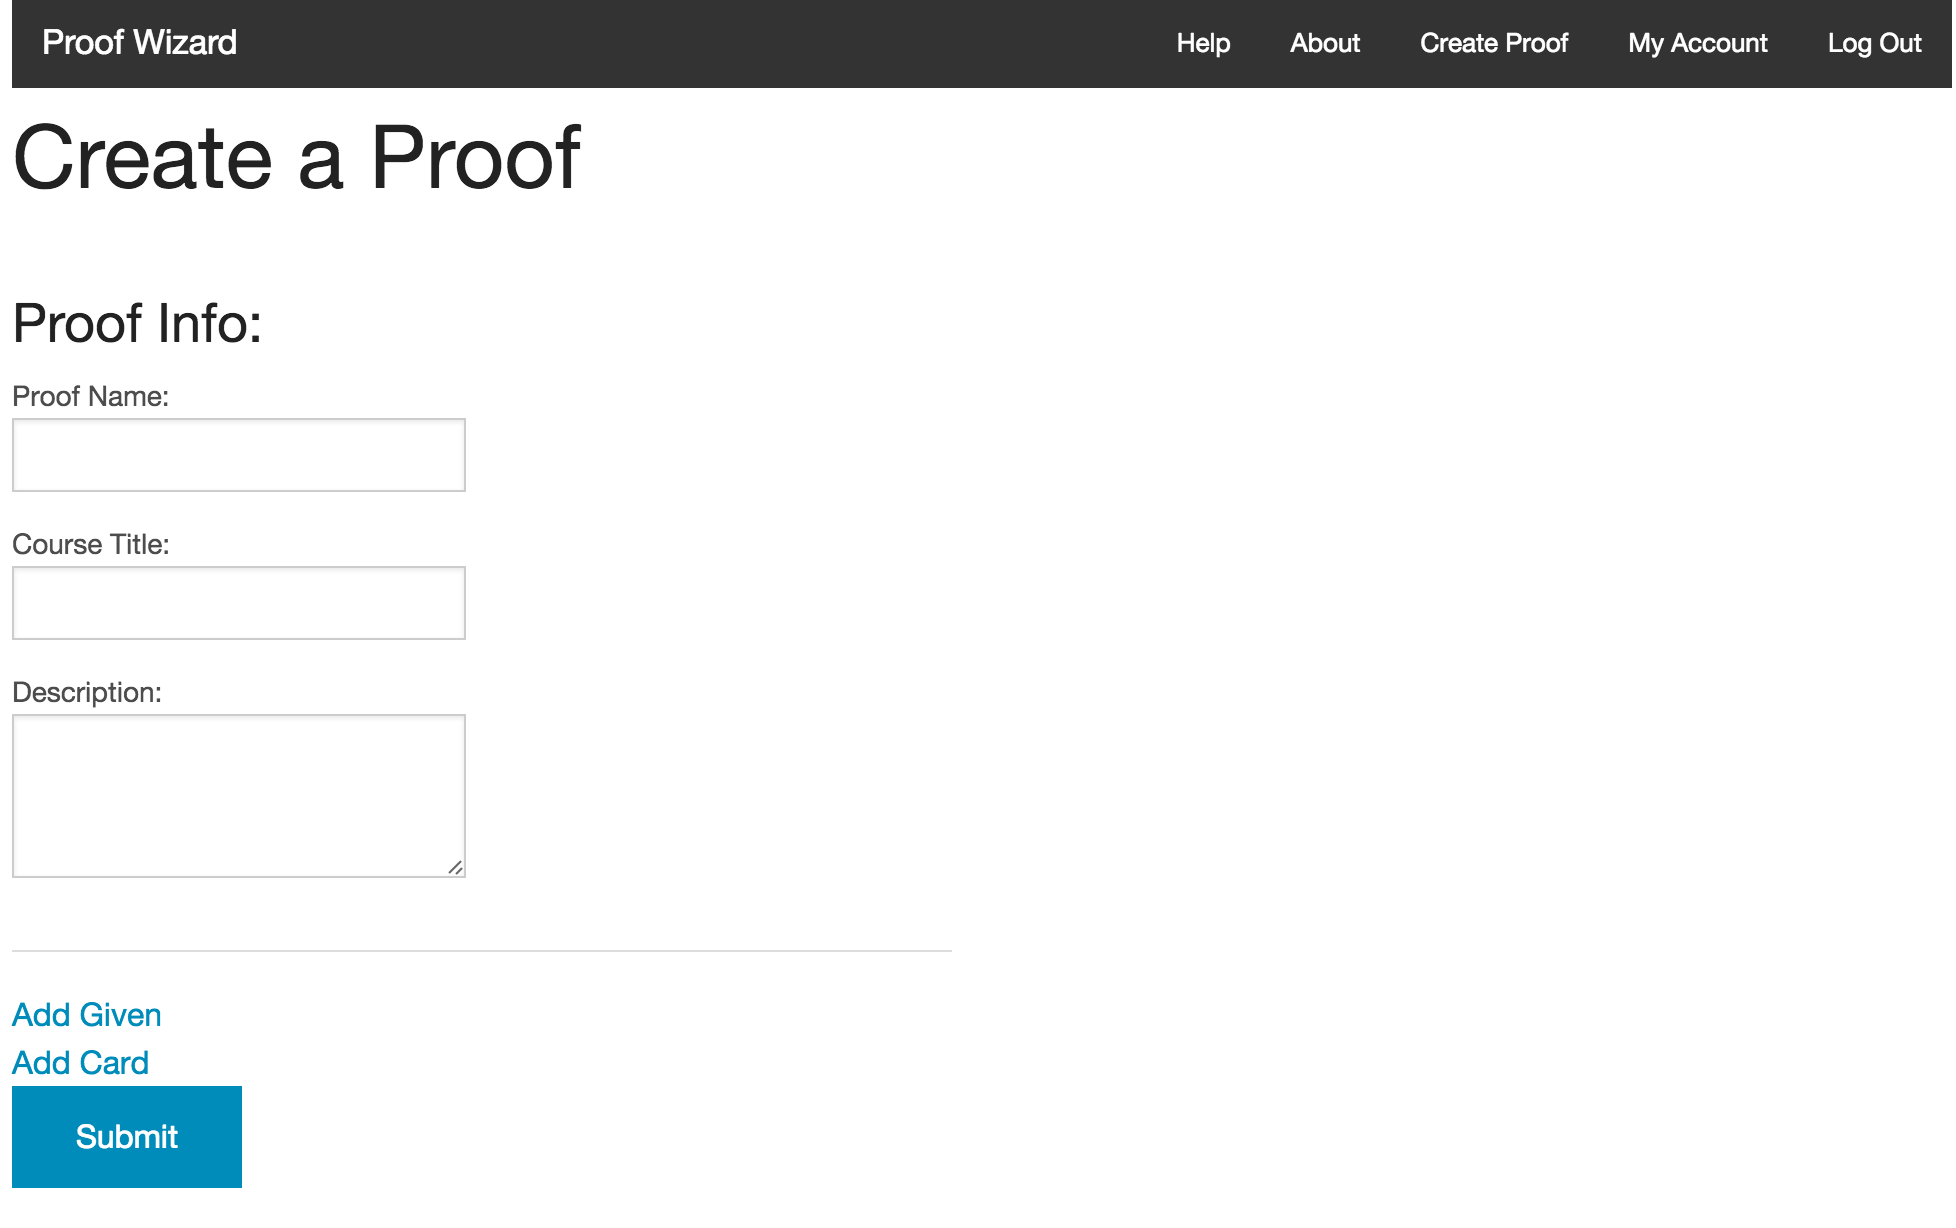 Proof Wizard Help About Create Proof My Account Log Out
Create a Proof
Proof Info:
Proof Name:
Course Title:
Description:
Add Given
Add Card
Submit